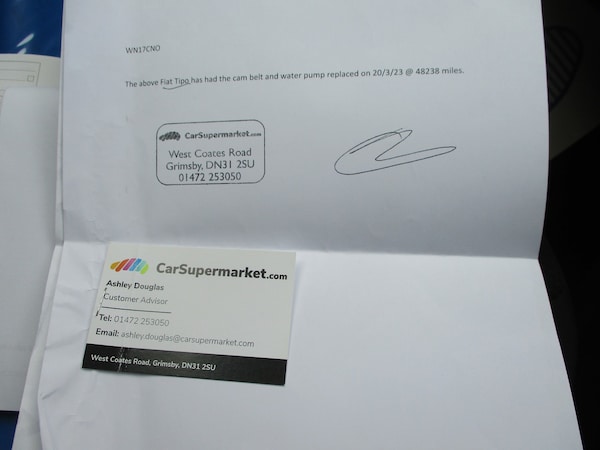 WN17CNO
The above Fiat Tipo has had the cam belt and water pump replaced on 20/3/23 @ 48238 miles.
CarSupermarket.com
West Coates Road
Grimsby, DN31 2SU
01472 253050
CarSupermarket.com
Ashley Douglas
Customer Advisor
Tel: 01472 253050
Email: ashley.douglas@carsupermarket.com
West Coates Road, Grimsby, DN31 2SU